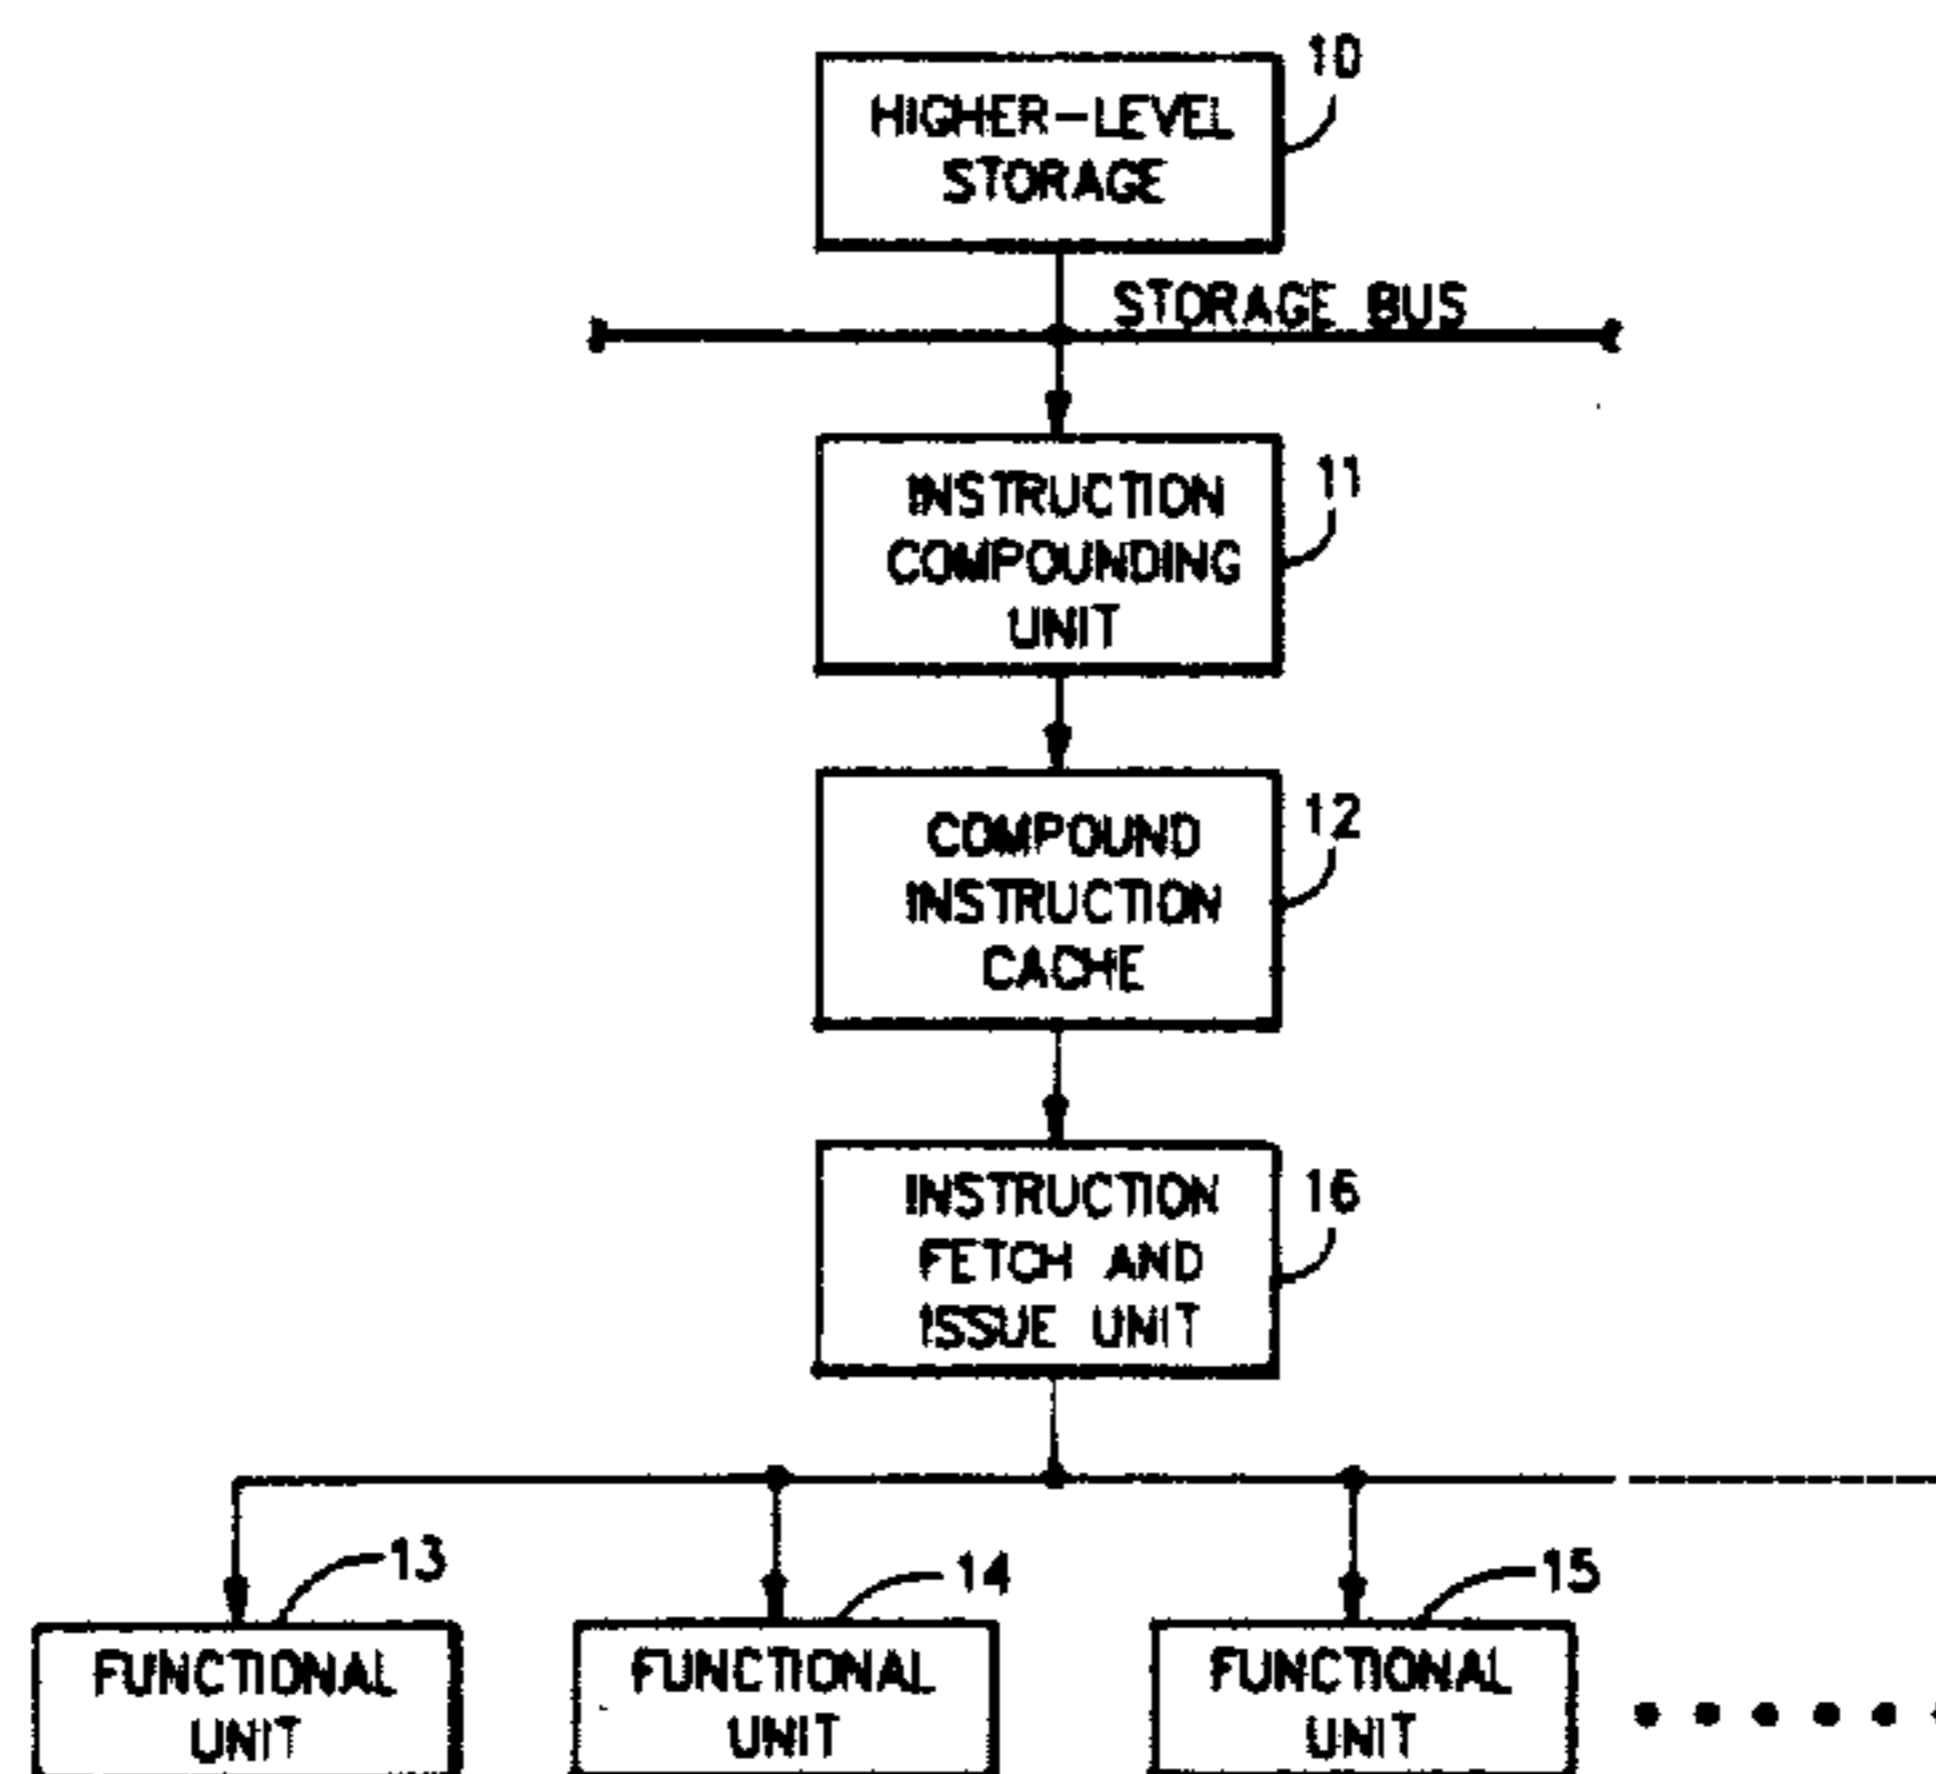 10
HIGHER-LEVEL
STORAGE
STORAGE BUS
11
INSTRUCTION
COMPOUNDING
UNIT
12
COMPOUND
INSTRUCTION
CACHE
16
INSTRUCTION
FETCH AND
ISSUE UNIT
13
14
15
FUNCTIONAL
UNIT
FUNCTIONAL
UNIT
FUNCTIONAL
UNIT